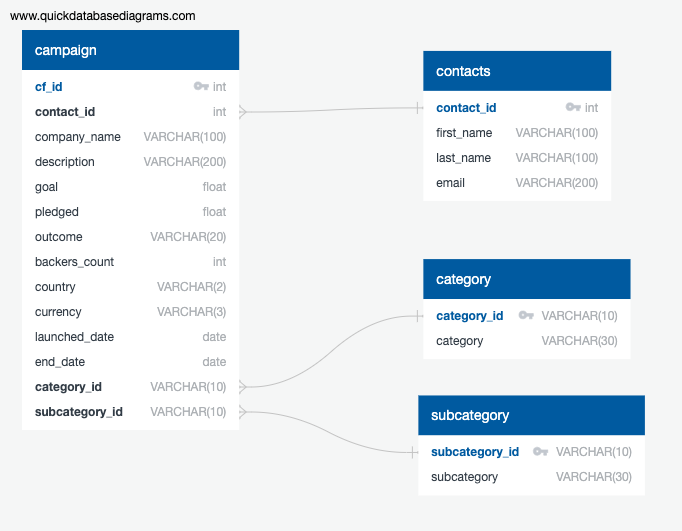 www.quickdatabasediagrams.com
campaign
cf_id int
contact_id int
company_name VARCHAR(100)
description VARCHAR(200)
goal float
pledged float
outcome VARCHAR(20)
backers_count int
country VARCHAR(2)
currency VARCHAR(3)
launched_date date
end_date date
category_id VARCHAR(10)
subcategory_id VARCHAR(10)
contacts
contact_id int
first_name VARCHAR(100)
last_name VARCHAR(100)
email VARCHAR(200)
category
category_id VARCHAR(10)
category VARCHAR(30)
subcategory
subcategory_id VARCHAR(10)
subcategory VARCHAR(30)